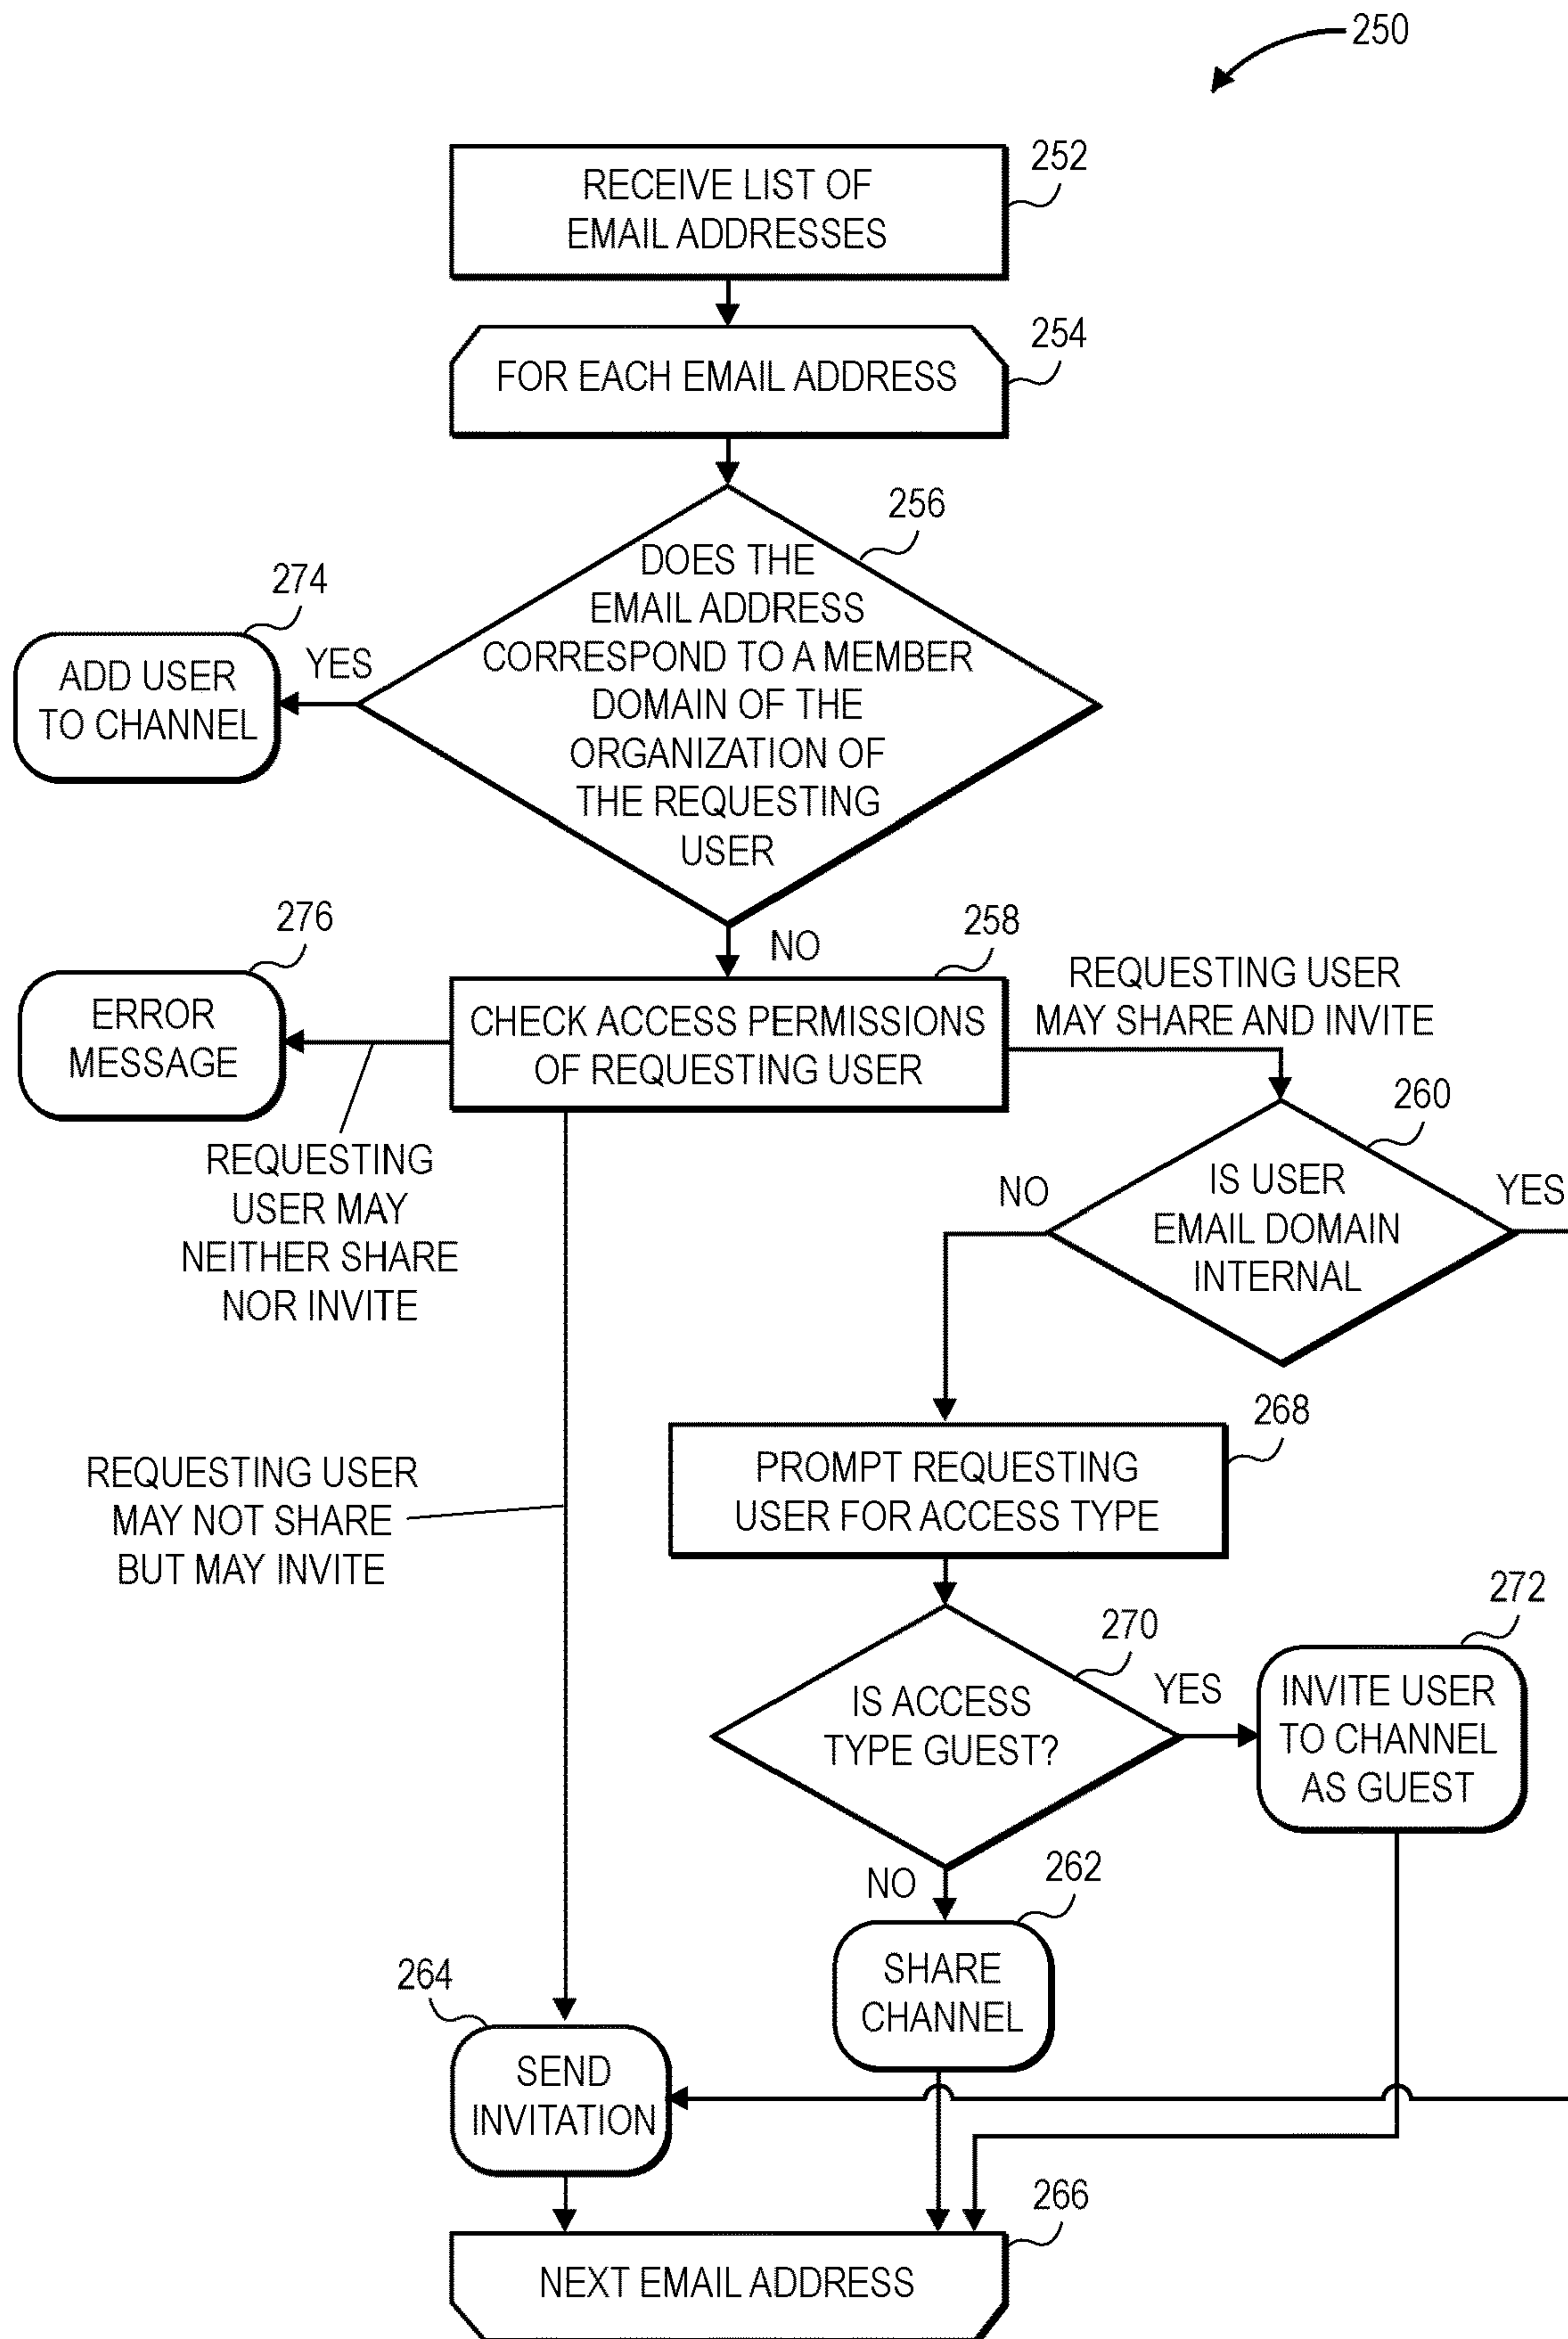 250
252
RECEIVE LIST OF
EMAIL ADDRESSES
254
FOR EACH EMAIL ADDRESS
256
DOES THE
EMAIL ADDRESS
CORRESPOND TO A MEMBER
DOMAIN OF THE
ORGANIZATION OF
THE REQUESTING
USER
274
YES
ADD USER
TO CHANNEL
NO
276
ERROR
MESSAGE
258
CHECK ACCESS PERMISSIONS
OF REQUESTING USER
REQUESTING USER
MAY SHARE AND INVITE
REQUESTING
USER MAY
NEITHER SHARE
NOR INVITE
260
NO
IS USER
EMAIL DOMAIN
INTERNAL
YES
268
PROMPT REQUESTING
USER FOR ACCESS TYPE
REQUESTING USER
MAY NOT SHARE
BUT MAY INVITE
270
IS ACCESS
TYPE GUEST?
YES
272
INVITE USER
TO CHANNEL
AS GUEST
NO
262
SHARE
CHANNEL
264
SEND
INVITATION
266
NEXT EMAIL ADDRESS